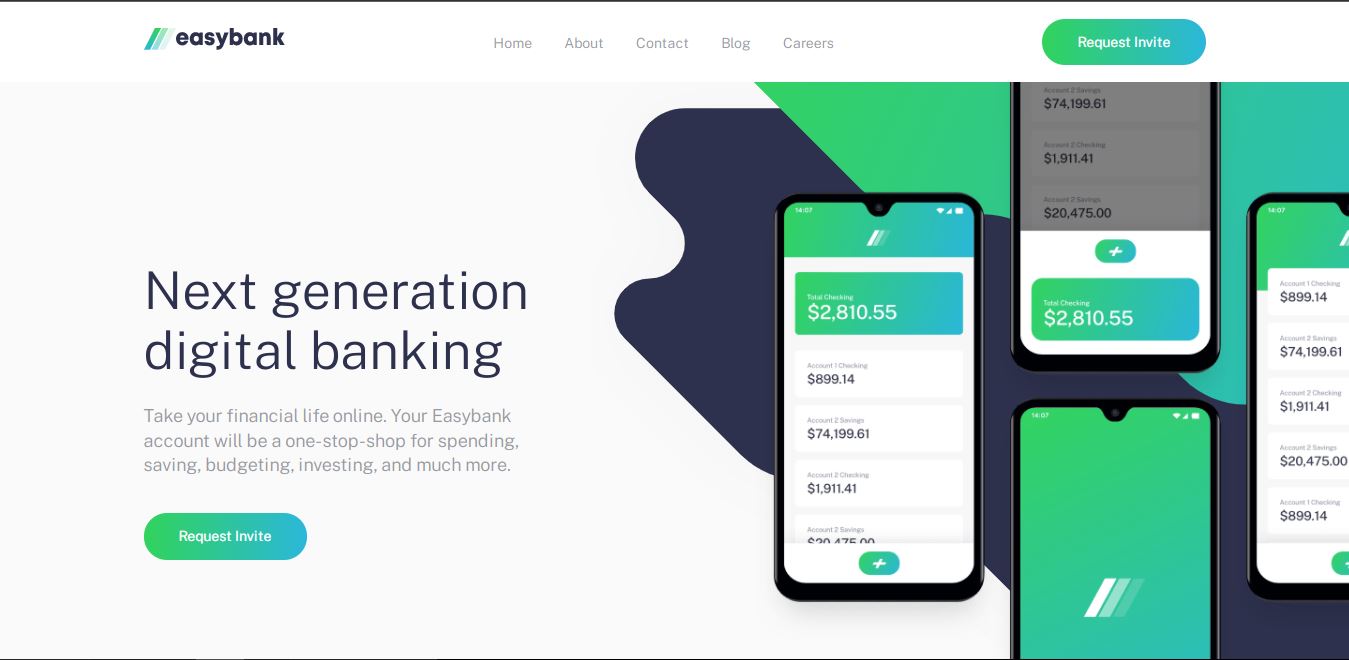 easybank
Home
About
Contact
Blog
Careers
Request Invite
Next generation
digital banking
Take your financial life online. Your Easybank
account will be a one-stop-shop for spending,
saving, budgeting, investing, and much more.
Request Invite
14:07
Total Checking
$2,810.55
Account 1 Checking
$899.14
Account 2 Savings
$74,199.61
Account 2 Checking
$1,911.41
Account 2 Savings
$20,475.00
Account 2 Savings
$74,199.61
Account 2 Checking
$1,911.41
Account 2 Savings
$20,475.00
Total Checking
$2,810.55
14:07
14:07
Account 1 Checking
$899.14
Account 2 Savings
$74,199.61
Account 2 Checking
$1,911.41
Account 2 Savings
$20,475.00
Account 1 Checking
$899.14